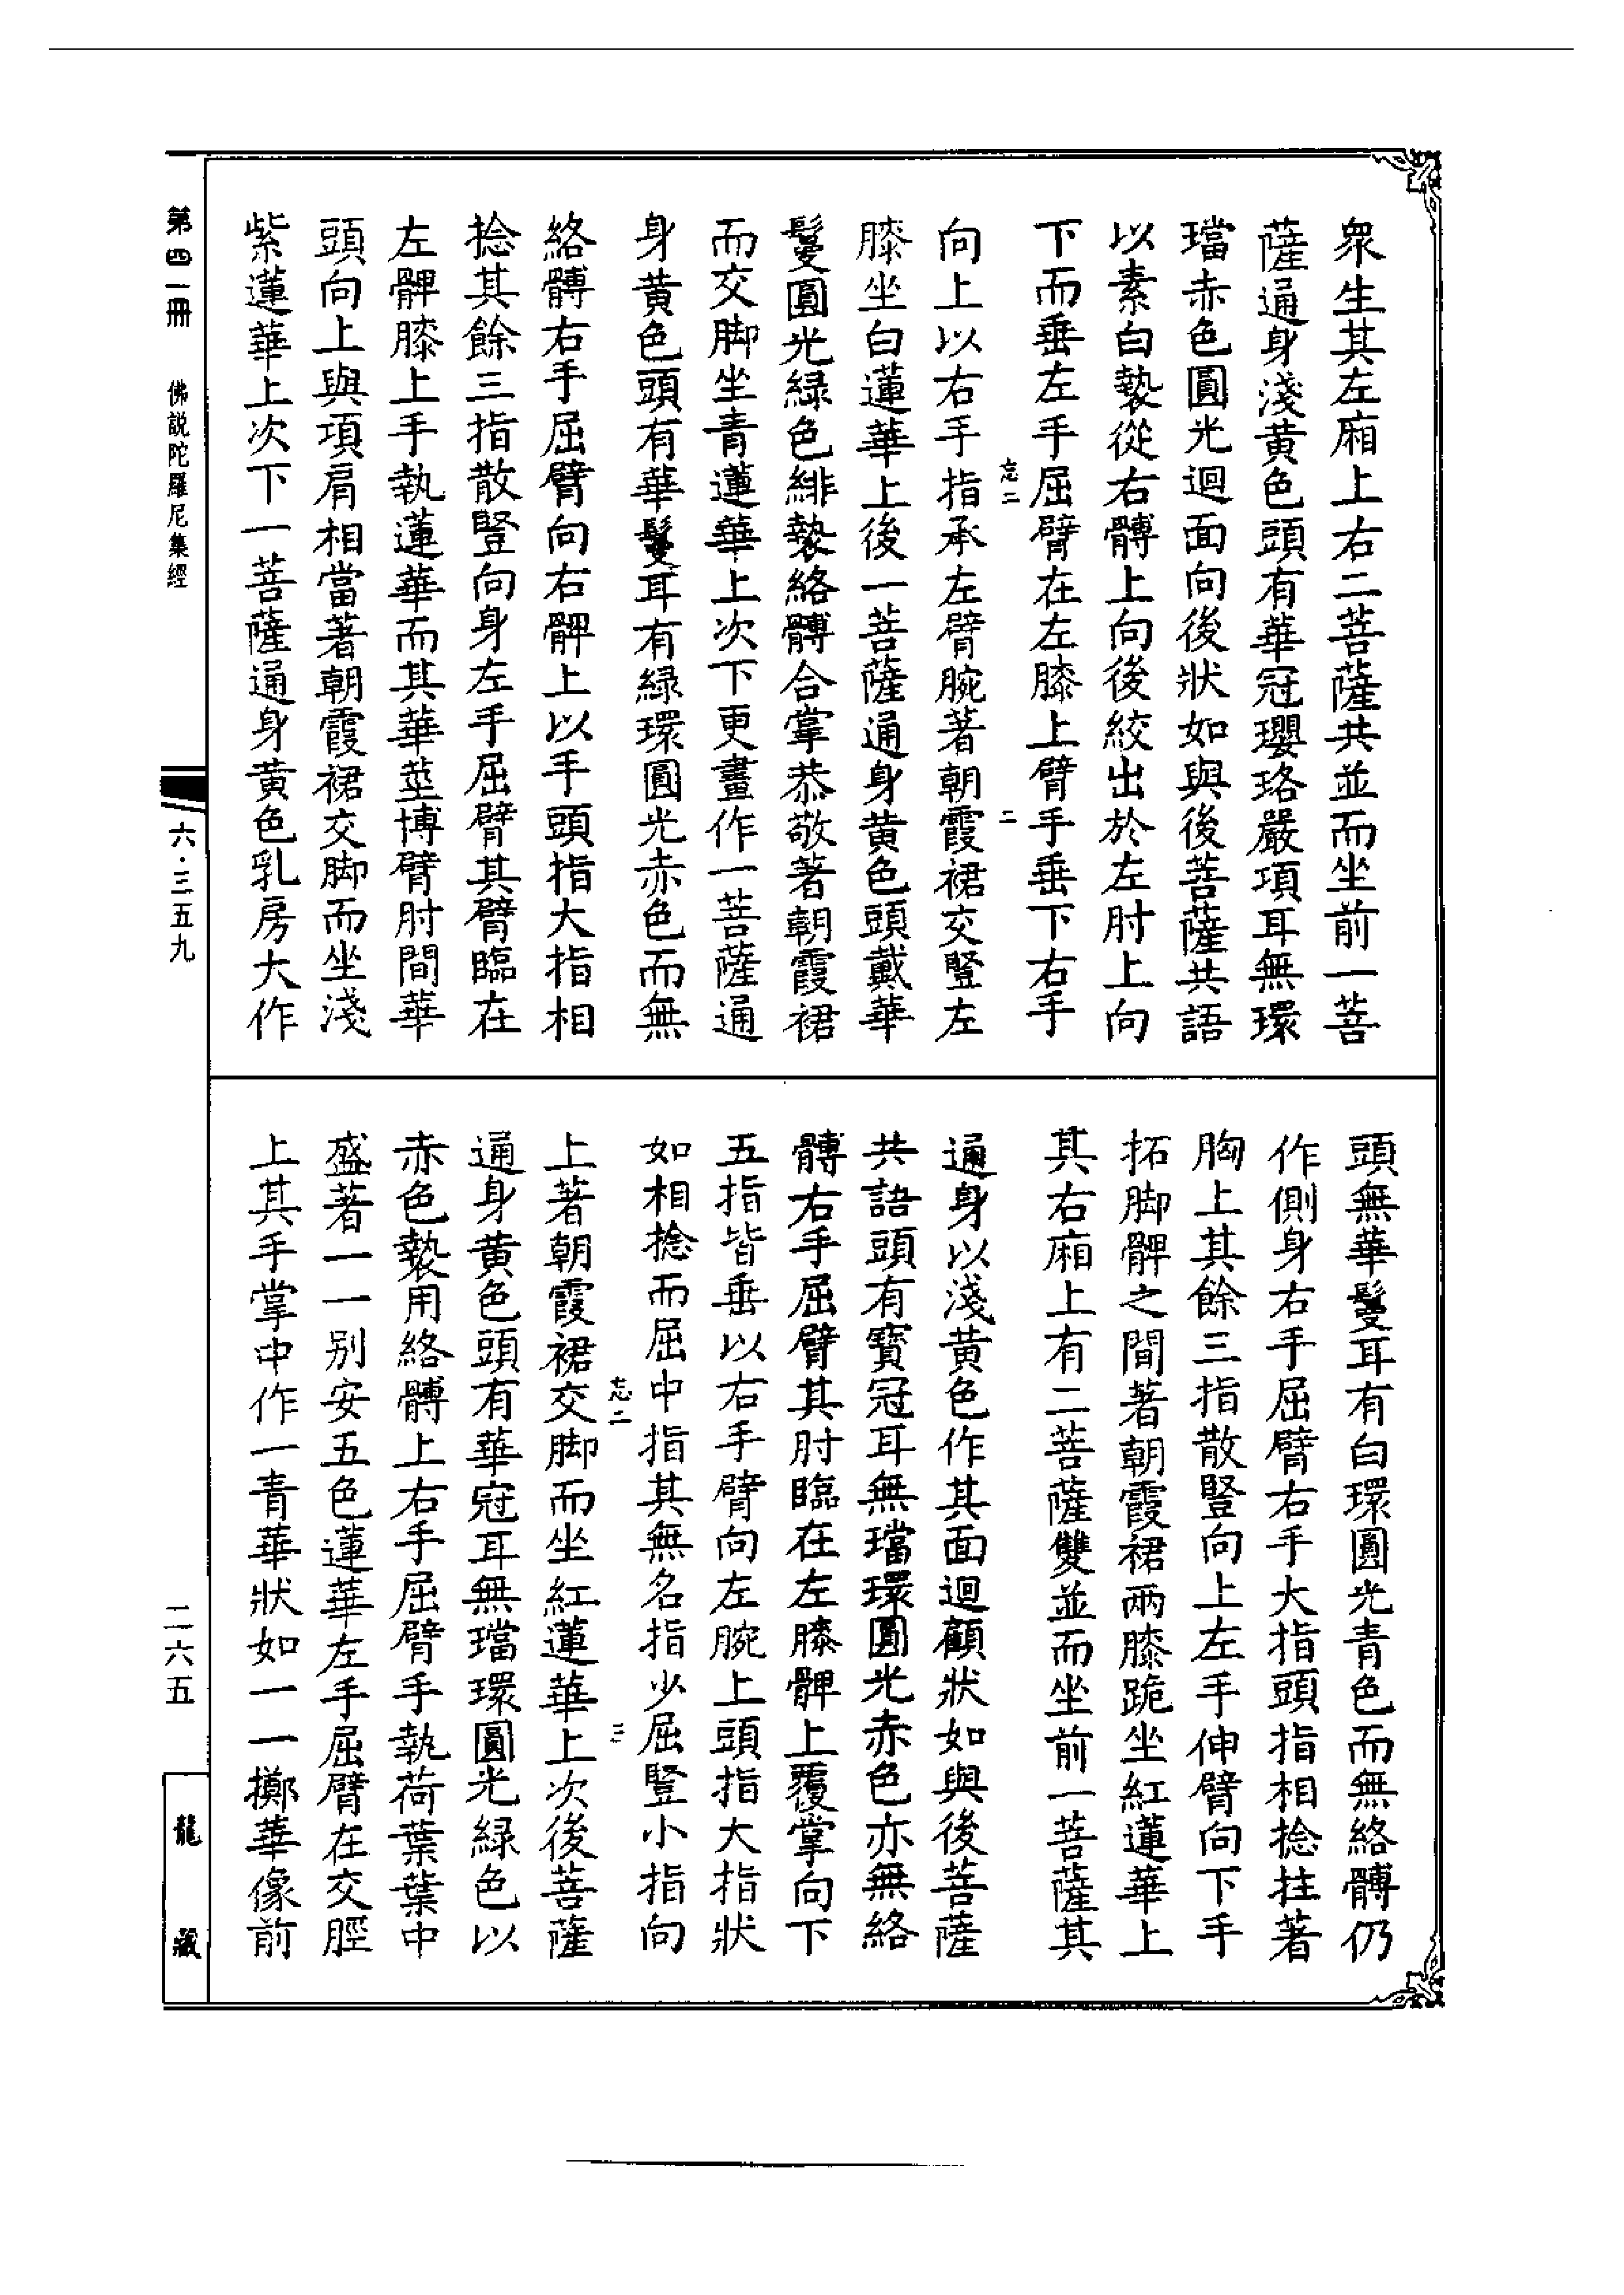 衆生其左廂上右二菩薩共並而坐前一菩
薩通身淺黄色頭有華冠瓔珞嚴項耳無環
璫赤色圓光迴面向後狀如與後菩薩共語
以素白㲲從右髆上向後絞出於左肘上向
下而垂左手屈臂在左膝上臂手垂下右手
向上以右手指承左臂腕著朝霞裙交豎左
忘二
二
膝坐白蓮華上後一菩薩通身黄色頭戴華
鬘圓光緑色緋㲲絡髆合掌恭敬著朝霞裙
而交脚坐青蓮華上次下更畫作一菩薩通
身黄色頭有華鬘耳有緑環圓光赤色而無
絡髆右手屈臂向右髀上以手頭指大指相
捻其餘三指散豎向身左手屈臂其臂臨在
左髀膝上手執蓮華而其華莖博臂肘間華
頭向上與項肩相當著朝霞裙交脚而坐淺
紫蓮華上次下一菩薩通身黄色乳房大作
頭無華鬘耳有白環圓光青色而無絡髆仍
作側身右手屈臂右手大指頭指相捻拄著
胸上其餘三指散豎向上左手伸臂向下手
拓脚髀之間著朝霞裙兩膝跪坐紅蓮華上
其右廂上有二菩薩雙並而坐前一菩薩其
通身以淺黄色作其面迴顧狀如與後菩薩
共語頭有寳冠耳無璫環圓光赤色亦無絡
髆右手屈臂其肘臨在左膝髀上覆掌向下
五指皆垂以右手臂向左腕上頭指大指狀
如相捻而屈中指其無名指少屈豎小指向
上著朝霞裙交脚而坐紅蓮華上次後菩薩
忘二
三
通身黄色頭有華冠耳無璫環圓光緑色以
赤色㲲用絡髆上右手屈臂手執荷葉葉中
盛著一一别安五色蓮華左手屈臂在交脛
上其手掌中作一青華狀如一一擲華像前
第四一冊　佛説陀羅尼集經
六·三五九
二六五
龍藏